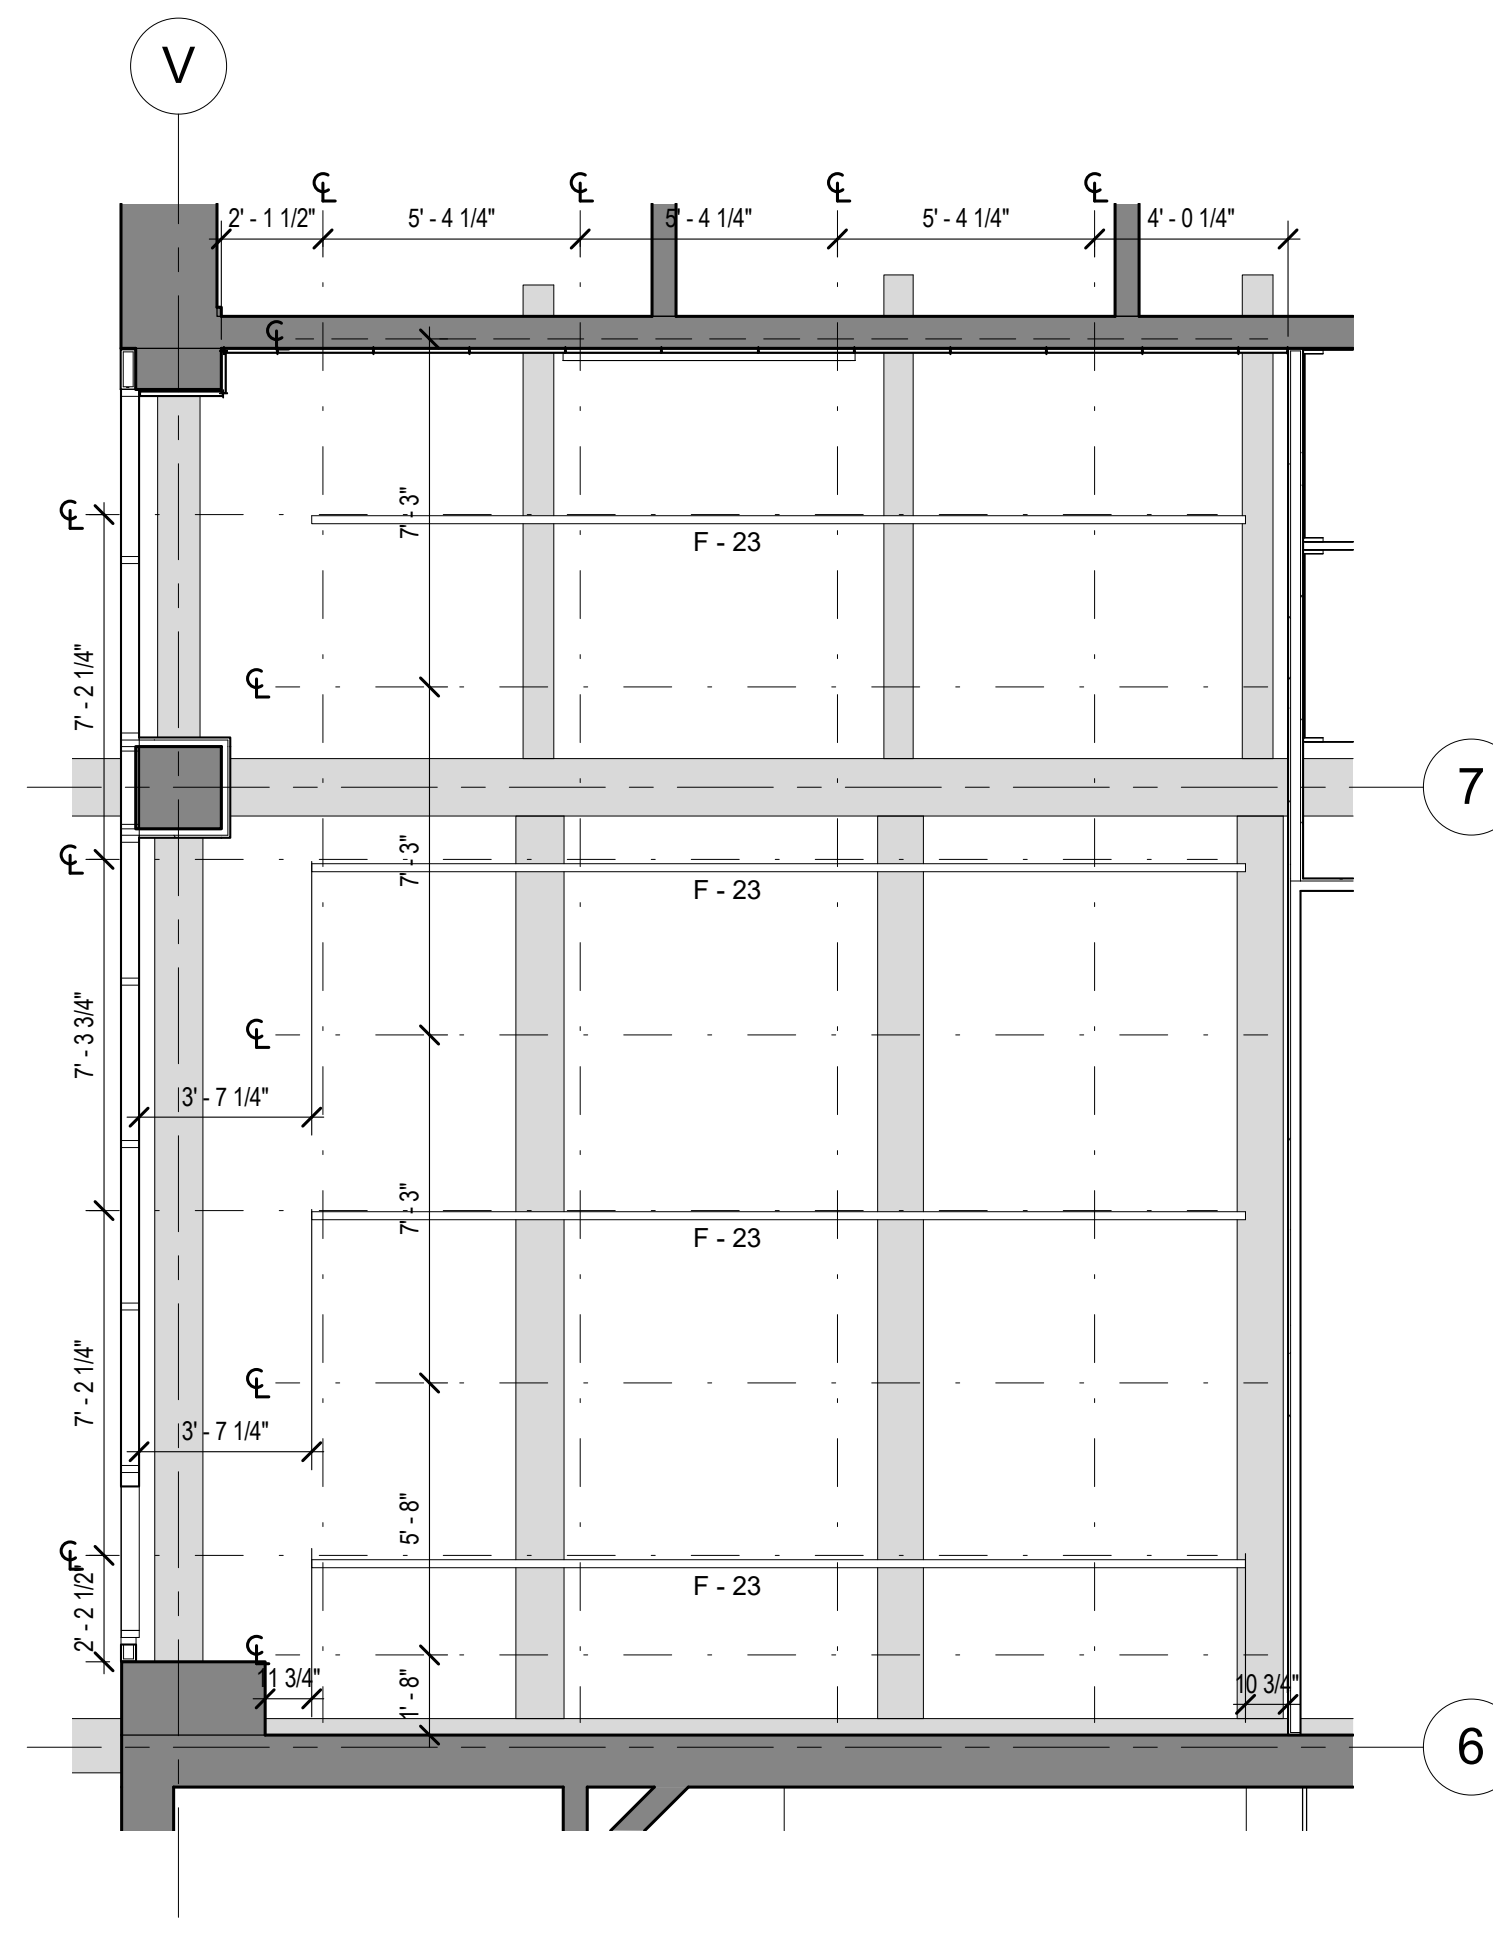 V
℄ ℄ ℄ ℄
2' - 1 1/2" 5' - 4 1/4" 5' - 4 1/4" 5' - 4 1/4" 4' - 0 1/4"
℄
℄
7' - 3"
F - 23
7' - 2 1/4"
℄
7
℄
7' - 3"
F - 23
7' - 3 3/4"
℄
3' - 7 1/4"
7' - 3"
F - 23
7' - 2 1/4"
℄
3' - 7 1/4"
5' - 8"
℄
F - 23
2' - 2 1/2"
℄
11 3/4"
1' - 8"
10 3/4"
6